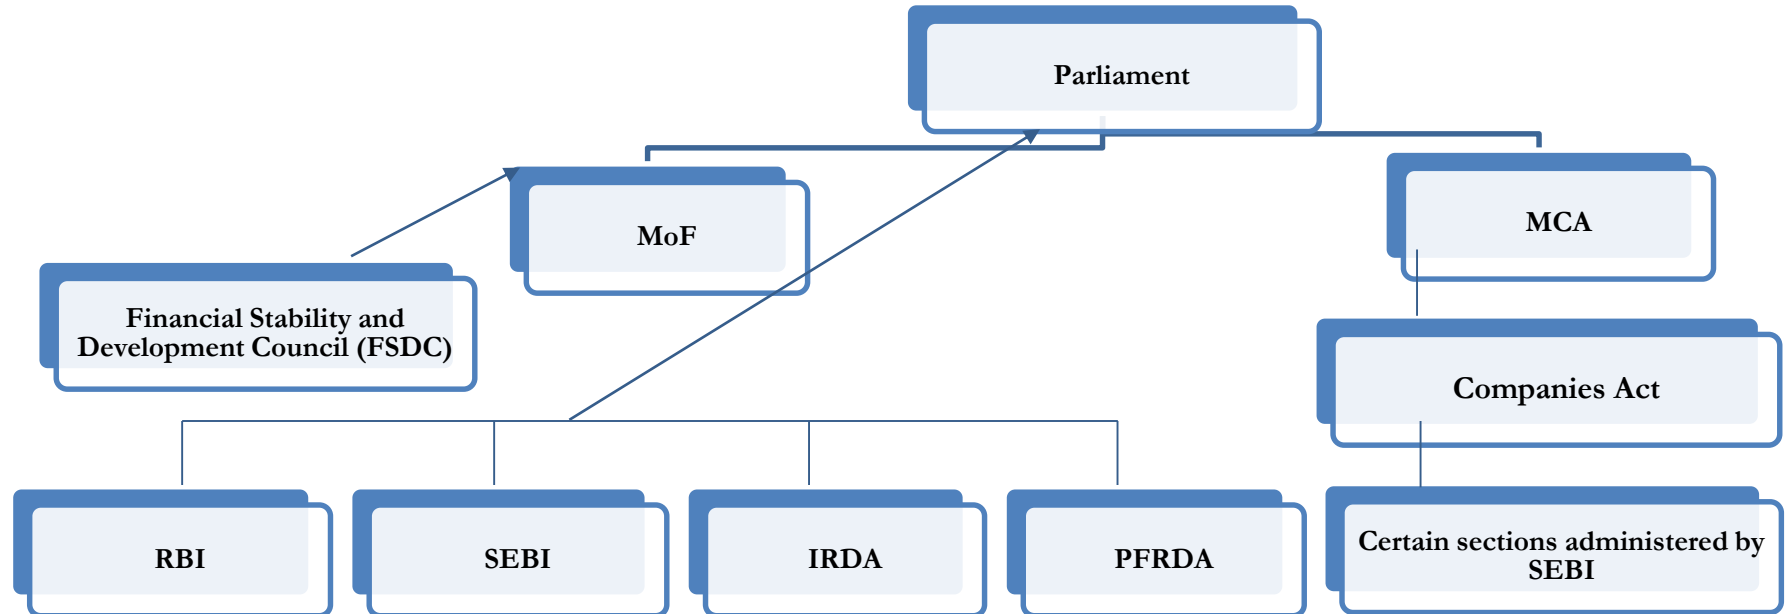 Parliament
MoF
MCA
Financial Stability and
Development Council (FSDC)
Companies Act
RBI
SEBI
IRDA
PFRDA
Certain sections administered by
SEBI